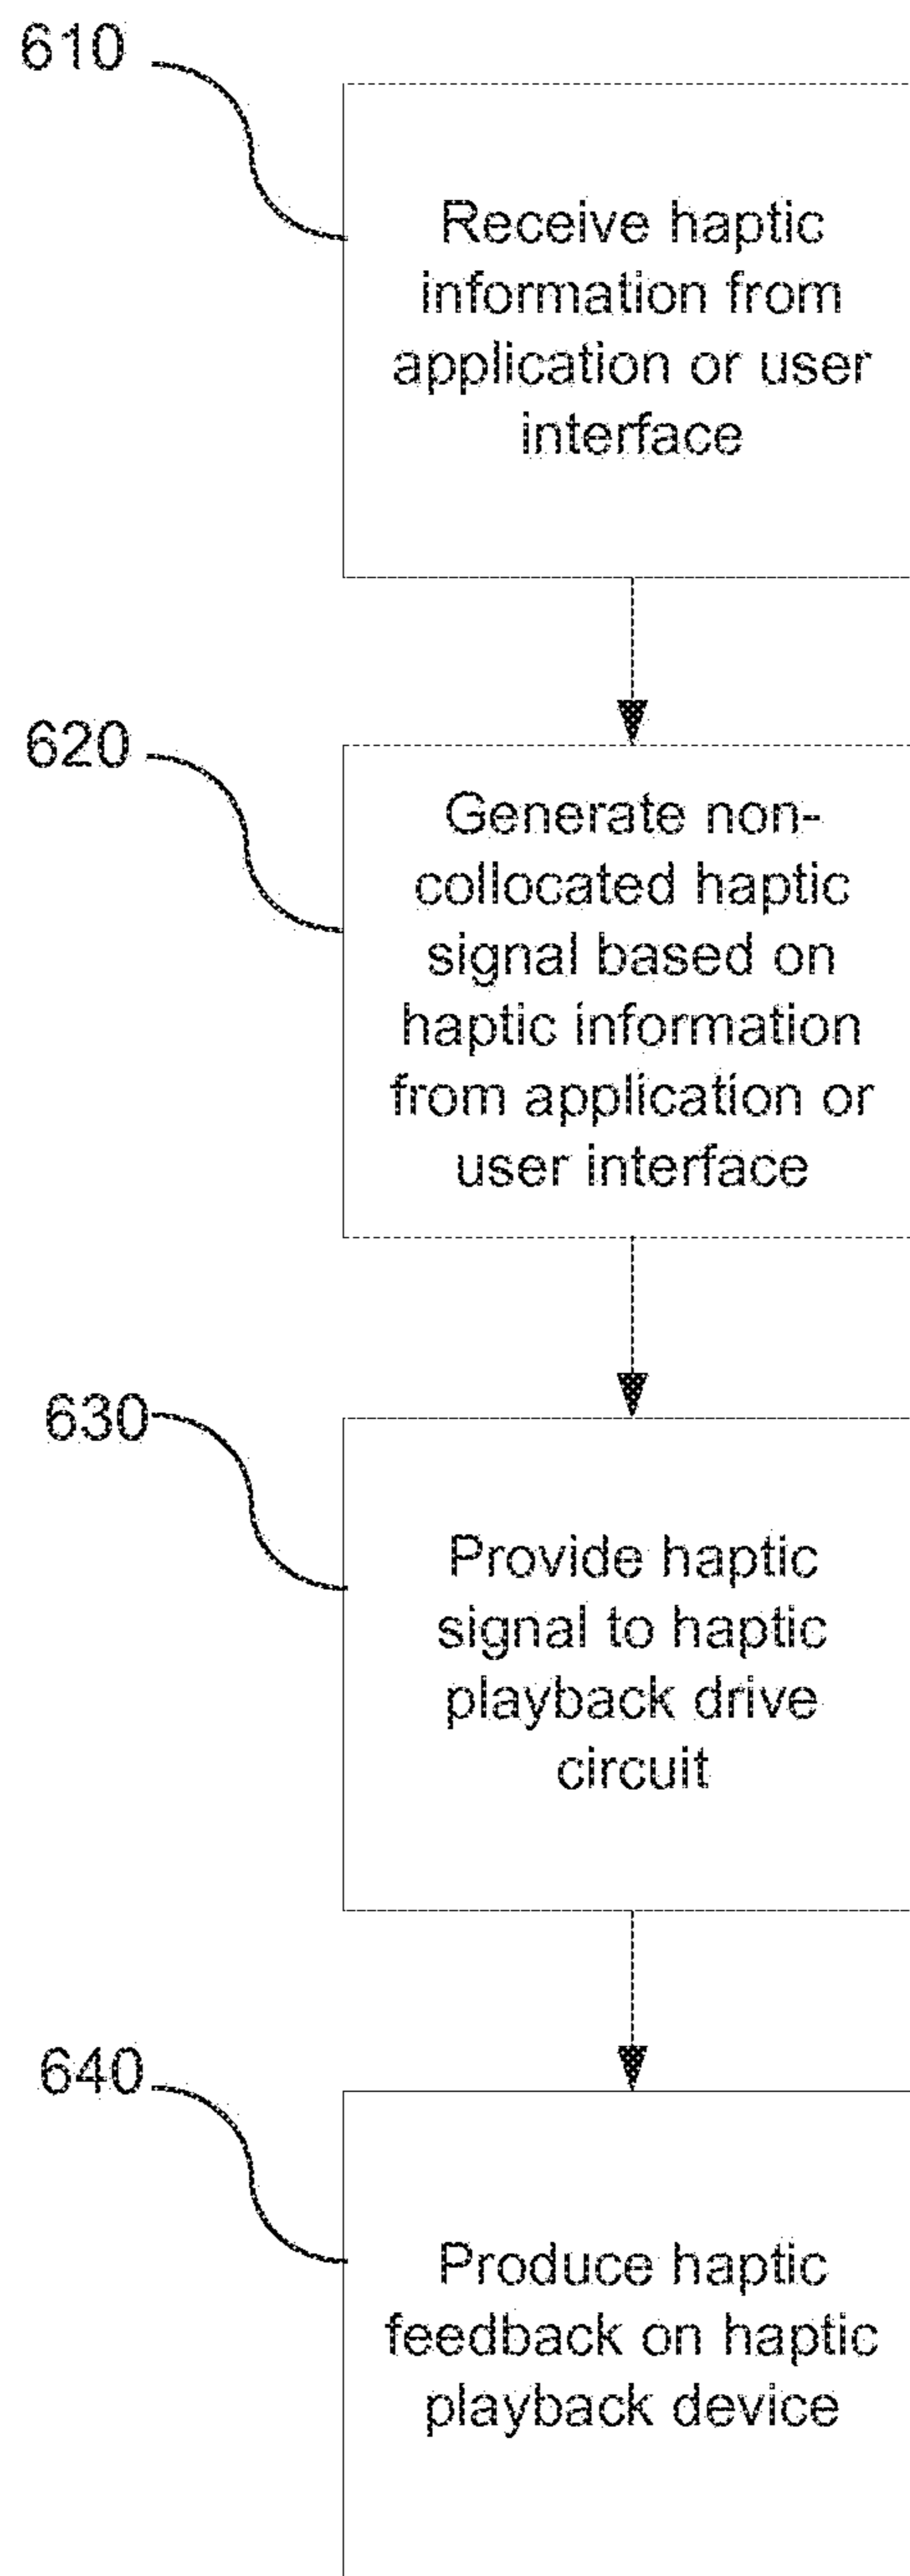 610
Receive haptic
information from
application or user
interface
620
Generate non-
collocated haptic
signal based on
haptic information
from application or
user interface
630
Provide haptic
signal to haptic
playback drive
circuit
640
Produce haptic
feedback on haptic
playback device